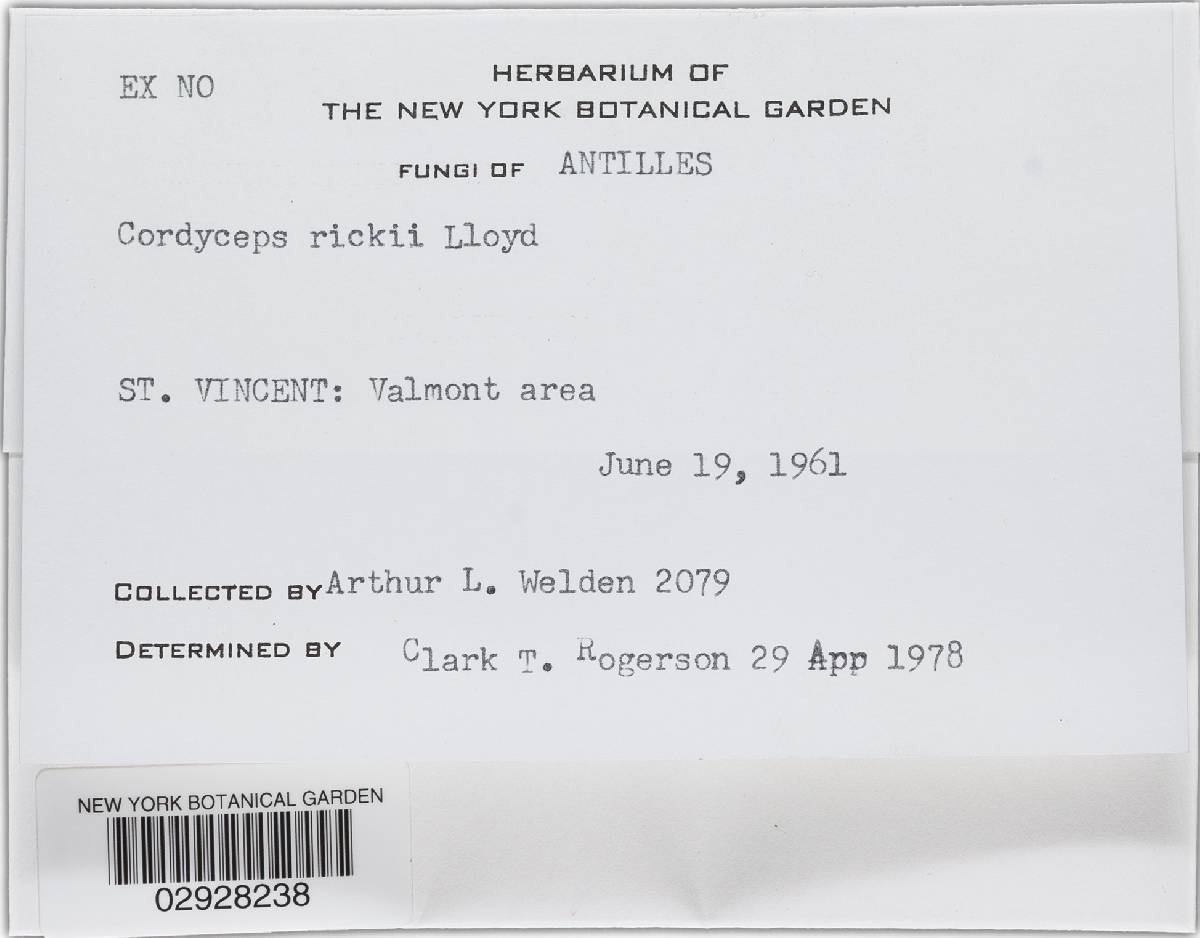 EX NO
HERBARIUM OF
THE NEW YORK BOTANICAL GARDEN
FUNGI OF ANTILLES
Cordyceps rickii Lloyd
ST. VINCENT: Valmont area
June 19, 1961
COLLECTED BY Arthur L. Welden 2079
DETERMINED BY Clark T. Rogerson 29 App 1978
NEW YORK BOTANICAL GARDEN
02928238